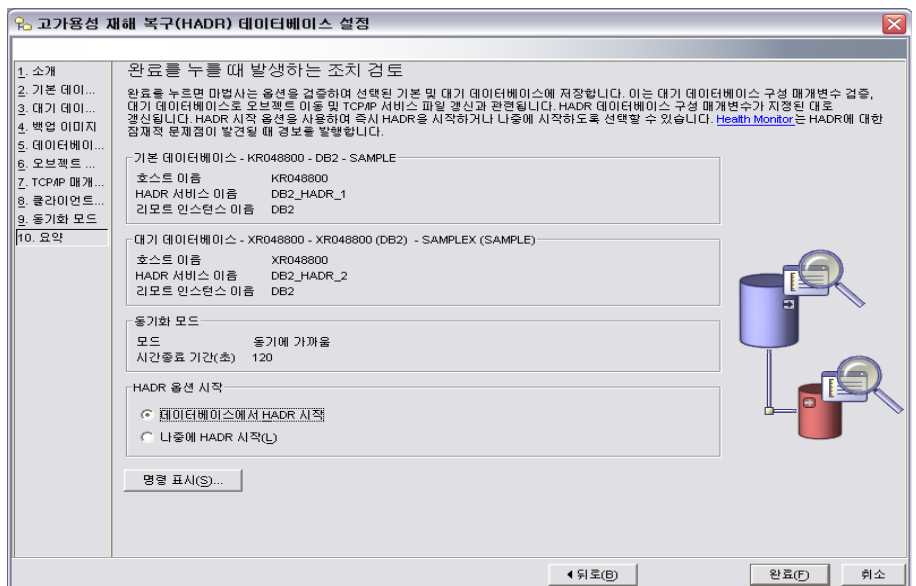 고가용성 재해 복구(HADR) 데이터베이스 설정
1. 소개
2. 기본 데이...
3. 대기 데이...
4. 백업 이미지
5. 데이터베이...
6. 오브젝트 ...
7. TCP/IP 매개...
8. 클라이언트...
9. 동기화 모드
10. 요약
완료를 누를 때 발생하는 조치 검토
완료를 누르면 마법사는 옵션을 검증하여 선택된 기본 및 대기 데이터베이스에 저장합니다. 이는 대기 데이터베이스 구성 매개변수 검증,
대기 데이터베이스로 오브젝트 이동 및 TCP/IP 서비스 파일 갱신과 관련됩니다. HADR 데이터베이스 구성 매개변수가 지정된 대로
갱신됩니다. HADR 시작 옵션을 사용하여 즉시 HADR을 시작하거나 나중에 시작하도록 선택할 수 있습니다. Health Monitor는 HADR에 대한
잠재적 문제점이 발견될 때 경보를 발행합니다.
기본 데이터베이스 - KR048800 - DB2 - SAMPLE
호스트 이름 KR048800
HADR 서비스 이름 DB2_HADR_1
리모트 인스턴스 이름 DB2
대기 데이터베이스 - XR048800 - XR048800 (DB2) - SAMPLEX (SAMPLE)
호스트 이름 XR048800
HADR 서비스 이름 DB2_HADR_2
리모트 인스턴스 이름 DB2
동기화 모드
모드 동기에 가까움
시간종료 기간(초) 120
HADR 옵션 시작
데이터베이스에서 HADR 시작
나중에 HADR 시작(L)
명령 표시(S)...
뒤로(B)
완료(F)
취소